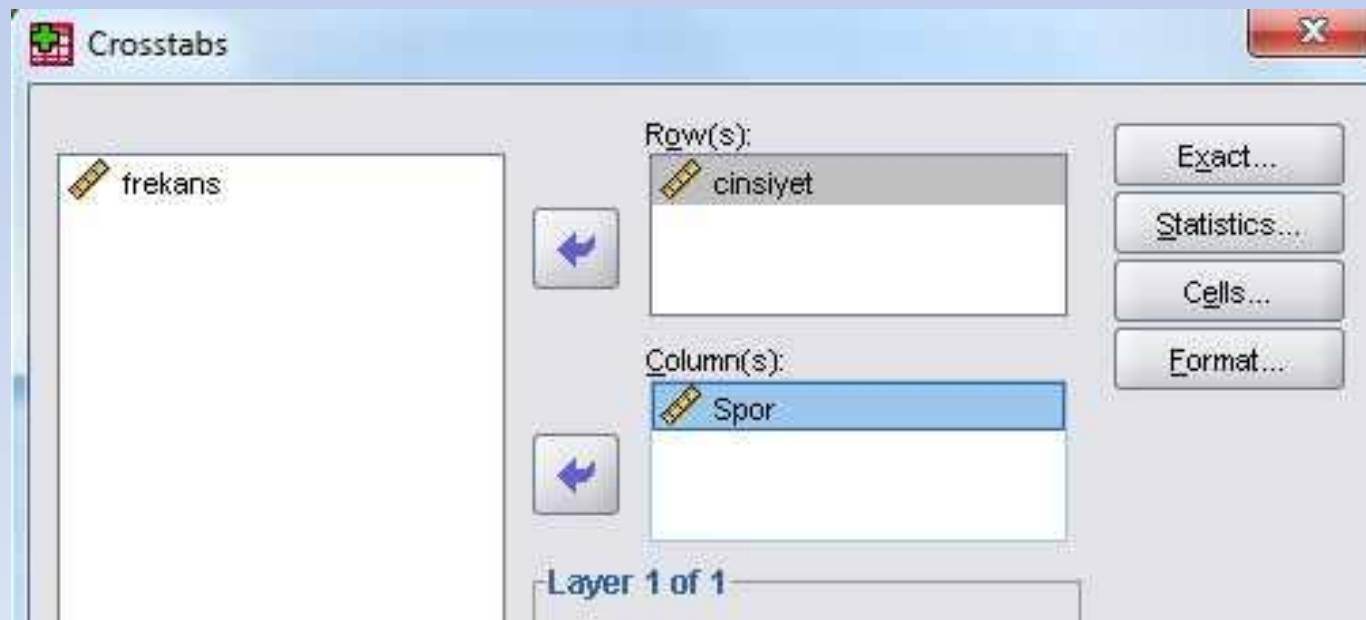 Crosstabs
x
Row(s):
frekans
cinsiyet
Exact...
Statistics...
Cells...
Format...
Column(s):
Spor
Layer 1 of 1